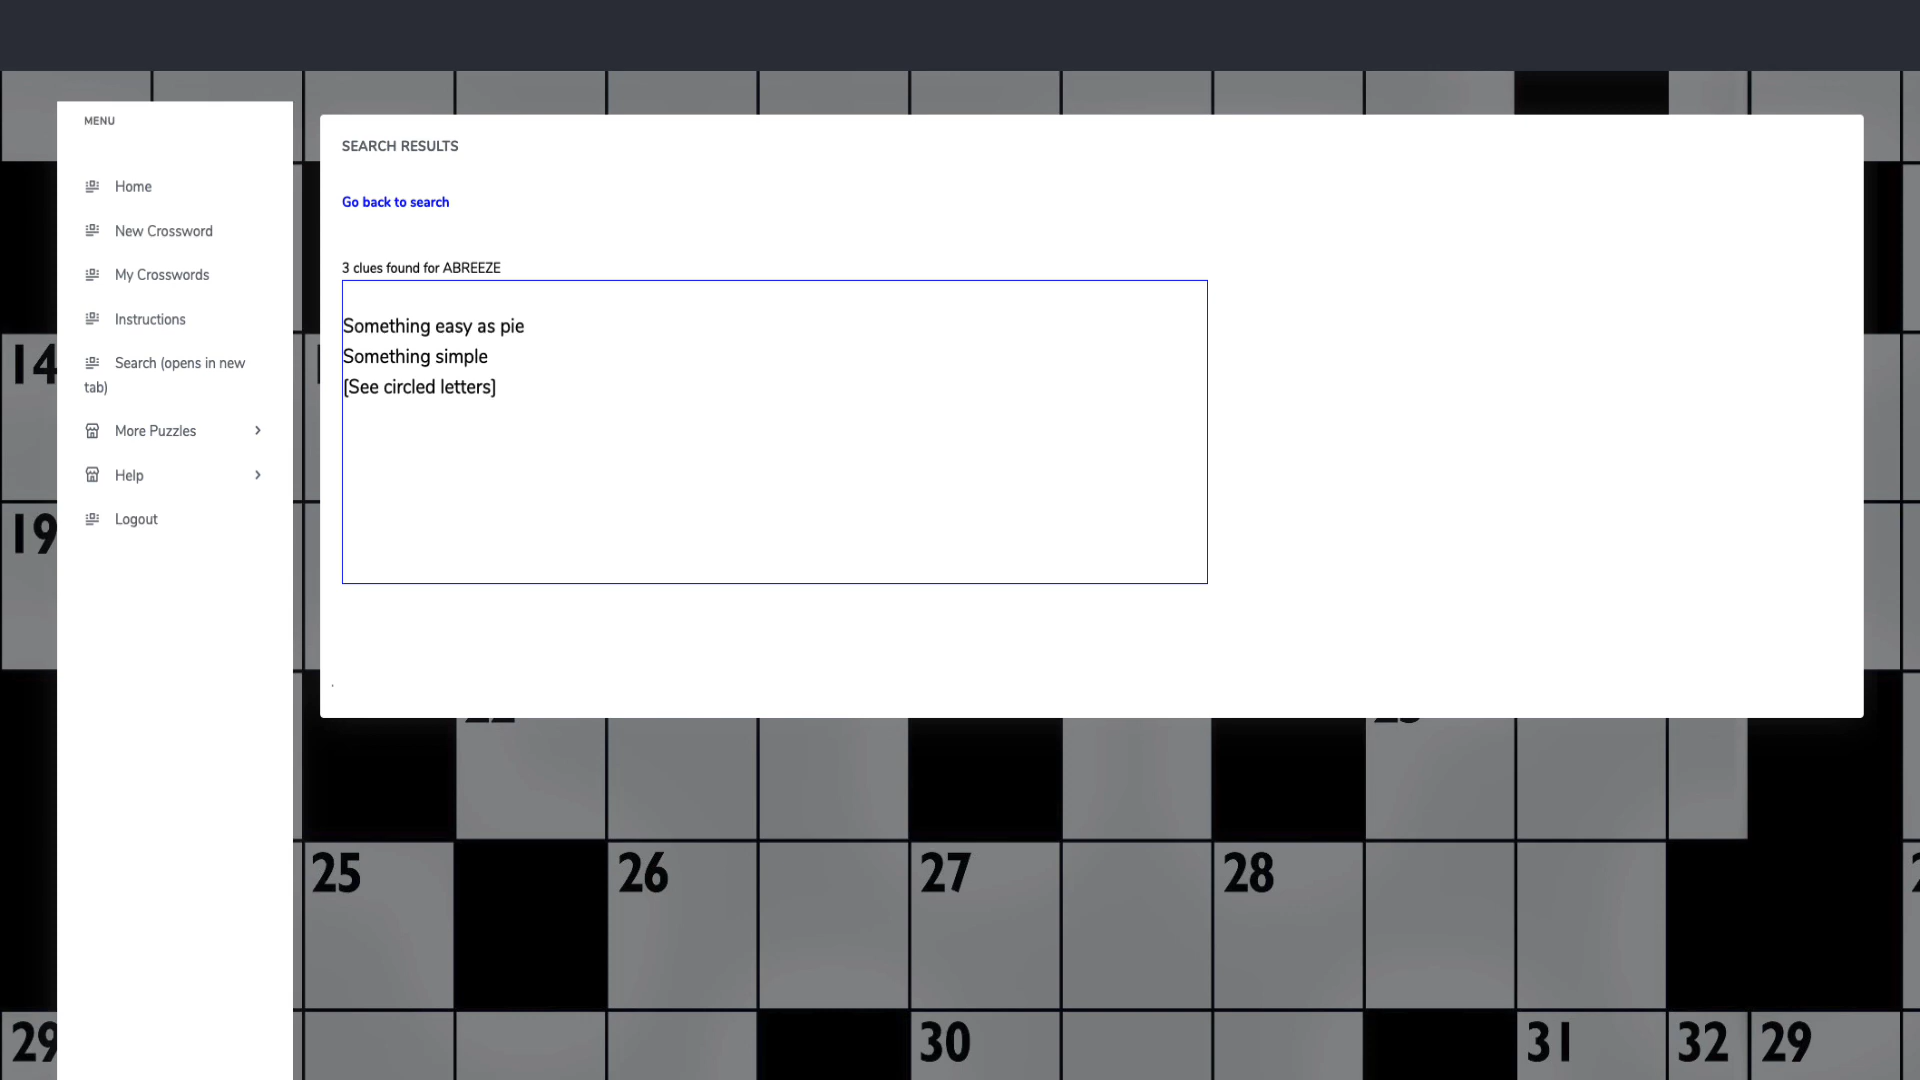 MENU
Home
New Crossword
My Crosswords
Instructions
Search (opens in new
tab)
More Puzzles
Help
Logout
SEARCH RESULTS
Go back to search
3 clues found for ABREEZE
Something easy as pie
Something simple
[See circled letters]
.
14
19
25
26
27
28
29
30
31
32
29